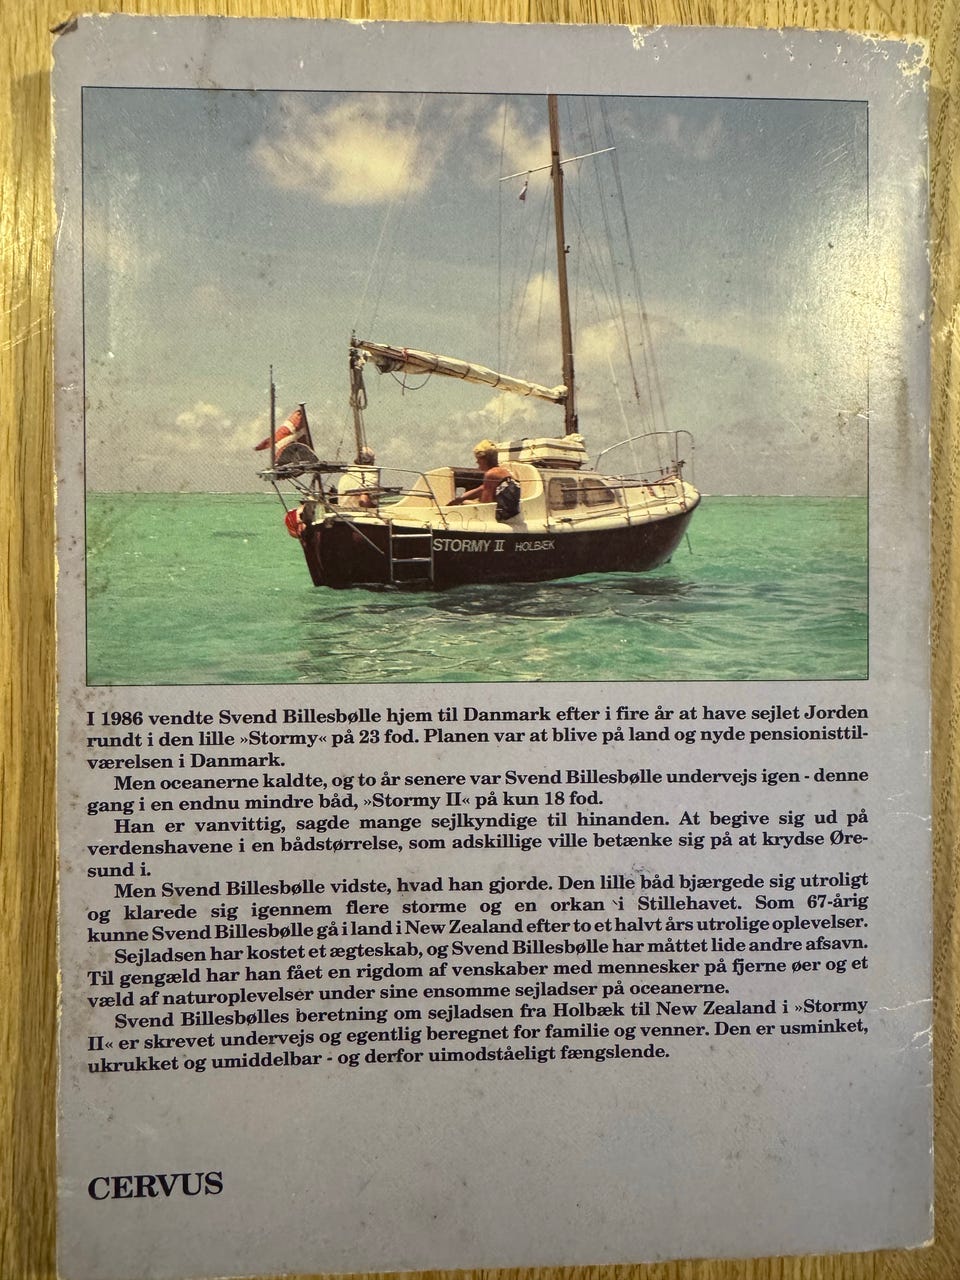 STORMY II HOLBÆK
I 1986 vendte Svend Billesbølle hjem til Danmark efter i fire år at have sejlet Jorden
rundt i den lille »Stormy« på 23 fod. Planen var at blive på land og nyde pensionisttil-
værelsen i Danmark.
Men oceanerne kaldte, og to år senere var Svend Billesbølle undervejs igen - denne
gang i en endnu mindre båd, »Stormy II« på kun 18 fod.
Han er vanvittig, sagde mange sejlkyndige til hinanden. At begive sig ud på
verdenshavene i en bådstørrelse, som adskillige ville betænke sig på at krydse Øre-
sund i.
Men Svend Billesbølle vidste, hvad han gjorde. Den lille båd bjærgede sig utroligt
og klarede sig igennem flere storme og en orkan i Stillehavet. Som 67-årig
kunne Svend Billesbølle gå i land i New Zealand efter to et halvt års utrolige oplevelser.
Sejladsen har kostet et ægteskab, og Svend Billesbølle har måttet lide andre afsavn.
Til gengæld har han fået en rigdom af venskaber med mennesker på fjerne øer og et
væld af naturoplevelser under sine ensomme sejladser på oceanerne.
Svend Billesbølles beretning om sejladsen fra Holbæk til New Zealand i »Stormy
II« er skrevet undervejs og egentlig beregnet for familie og venner. Den er usminket,
ukrukket og umiddelbar - og derfor uimodståeligt fængslende.
CERVUS